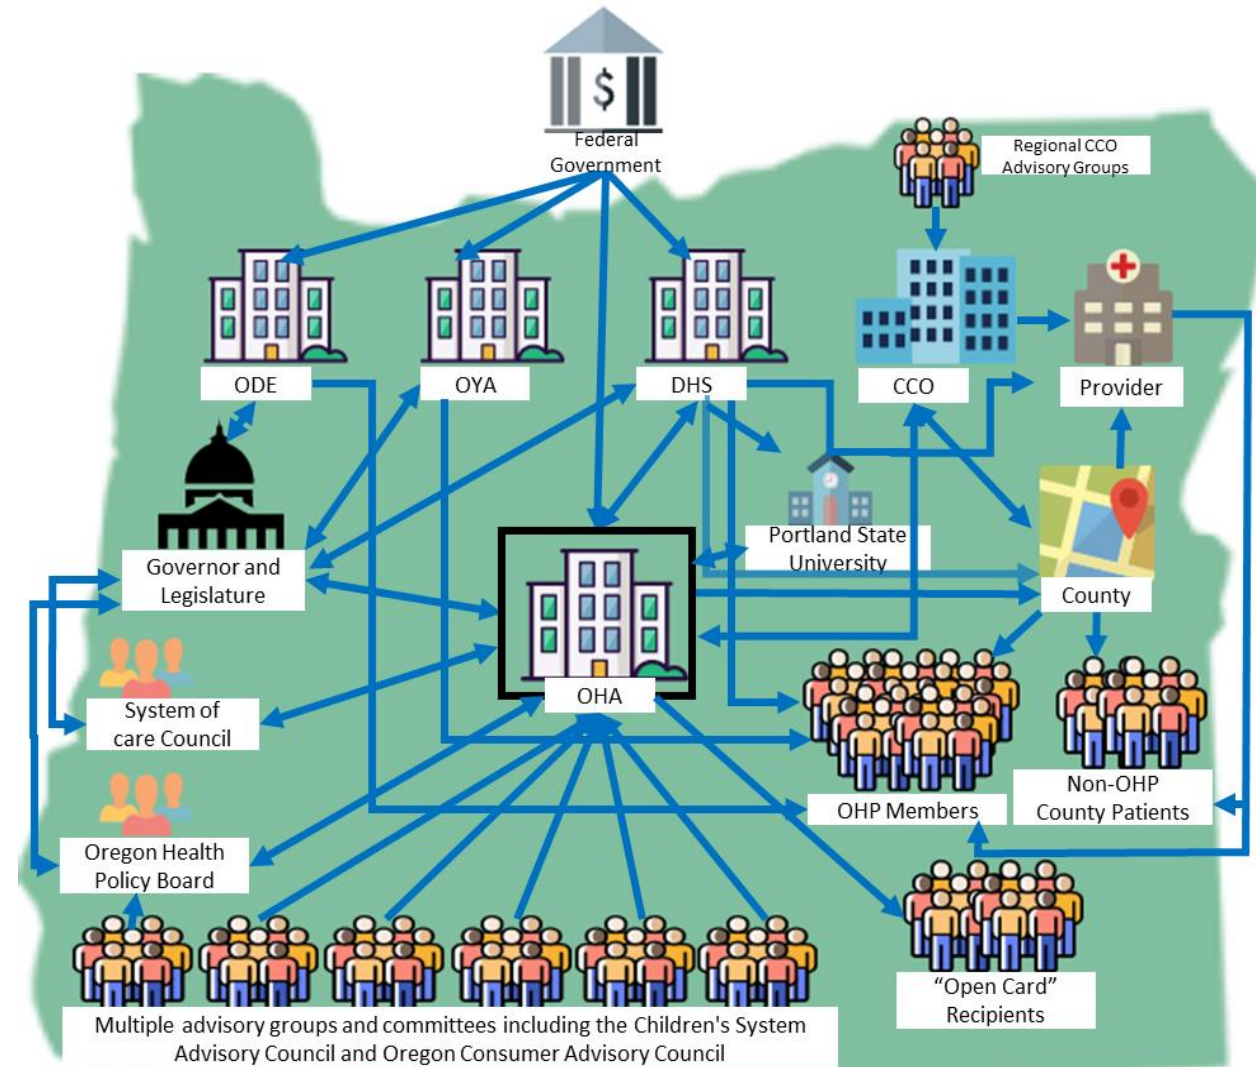 $
Federal
Government
Regional CCO
Advisory Groups
ODE
OYA
DHS
CCO
Provider
Governor and
Legislature
Portland State
University
County
System of
care Council
OHA
Oregon Health
Policy Board
OHP Members
Non-OHP
County Patients
"Open Card"
Recipients
Multiple advisory groups and committees including the Children's System
Advisory Council and Oregon Consumer Advisory Council